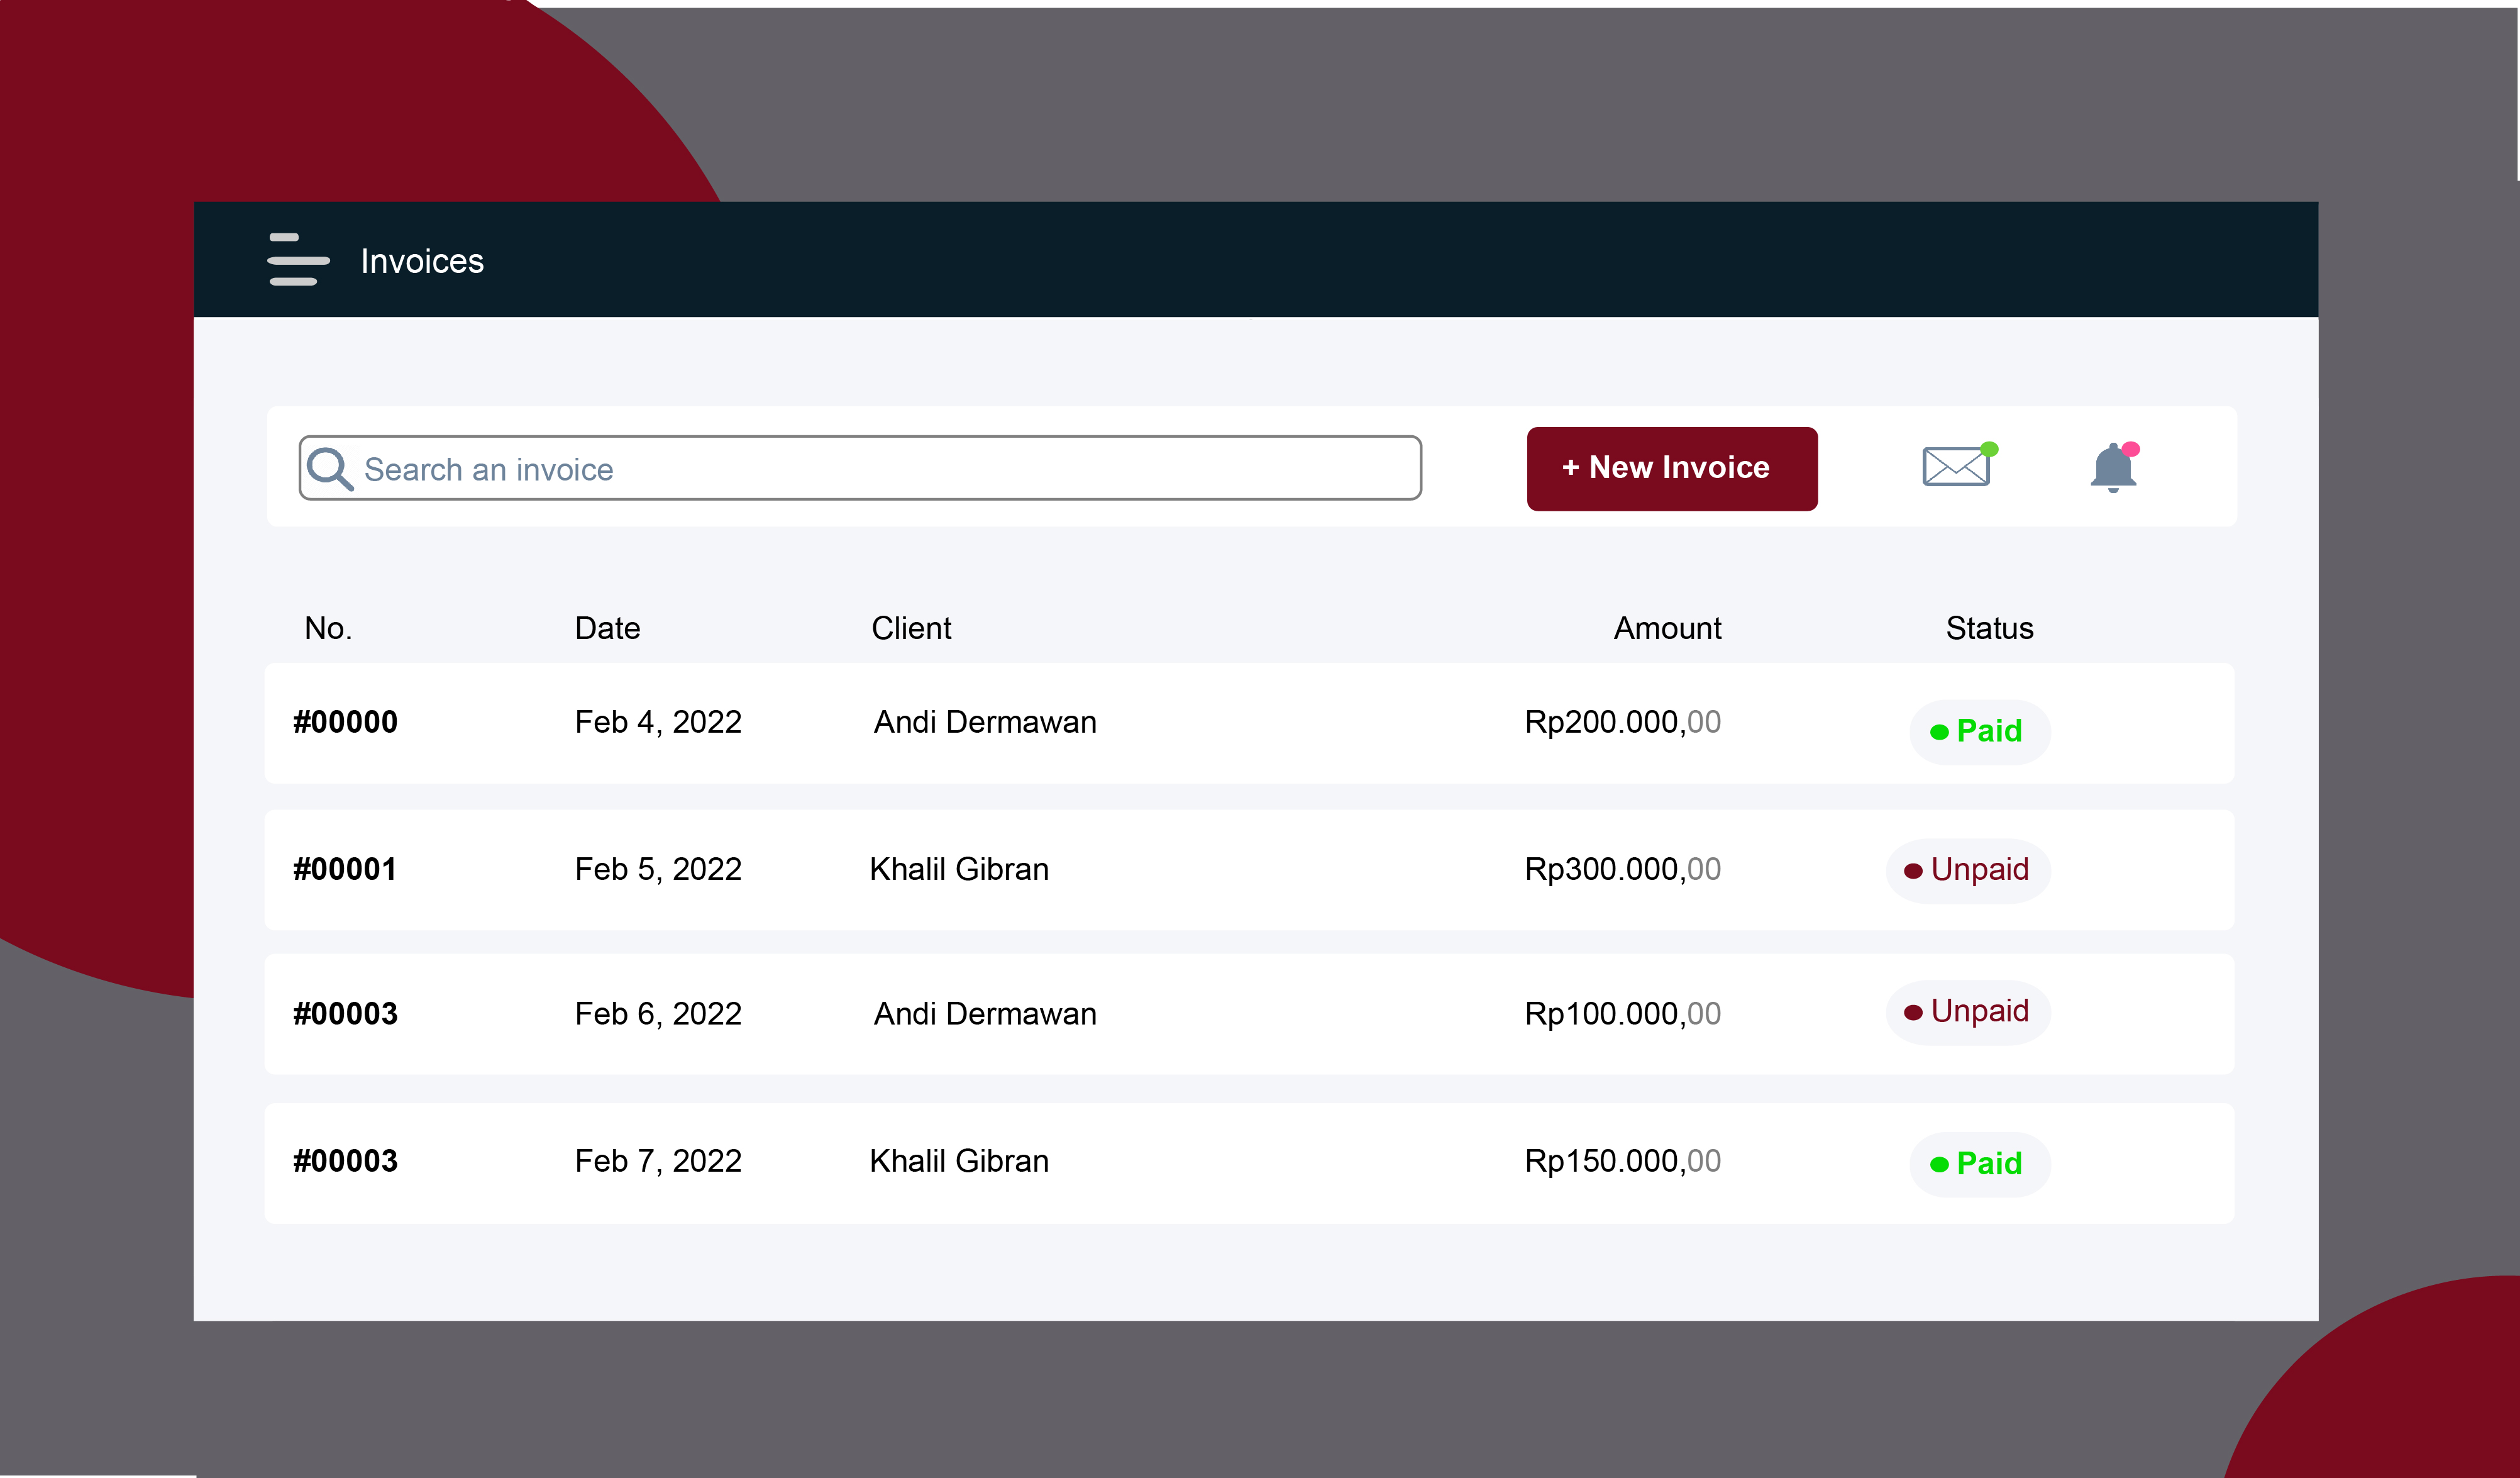 Invoices
Search an invoice
+ New Invoice
No. Date Client Amount Status
#00000 Feb 4, 2022 Andi Dermawan Rp200.000,00 Paid
#00001 Feb 5, 2022 Khalil Gibran Rp300.000,00 Unpaid
#00003 Feb 6, 2022 Andi Dermawan Rp100.000,00 Unpaid
#00003 Feb 7, 2022 Khalil Gibran Rp150.000,00 Paid